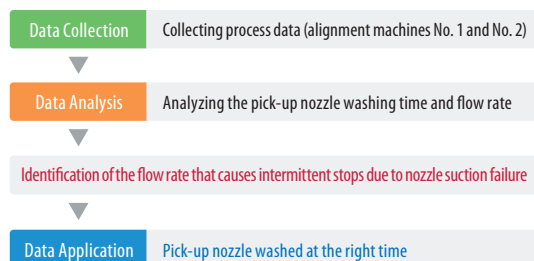 Data Collection Collecting process data (alignment machines No. 1 and No. 2)
Data Analysis Analyzing the pick-up nozzle washing time and flow rate
Identification of the flow rate that causes intermittent stops due to nozzle suction failure
Data Application Pick-up nozzle washed at the right time